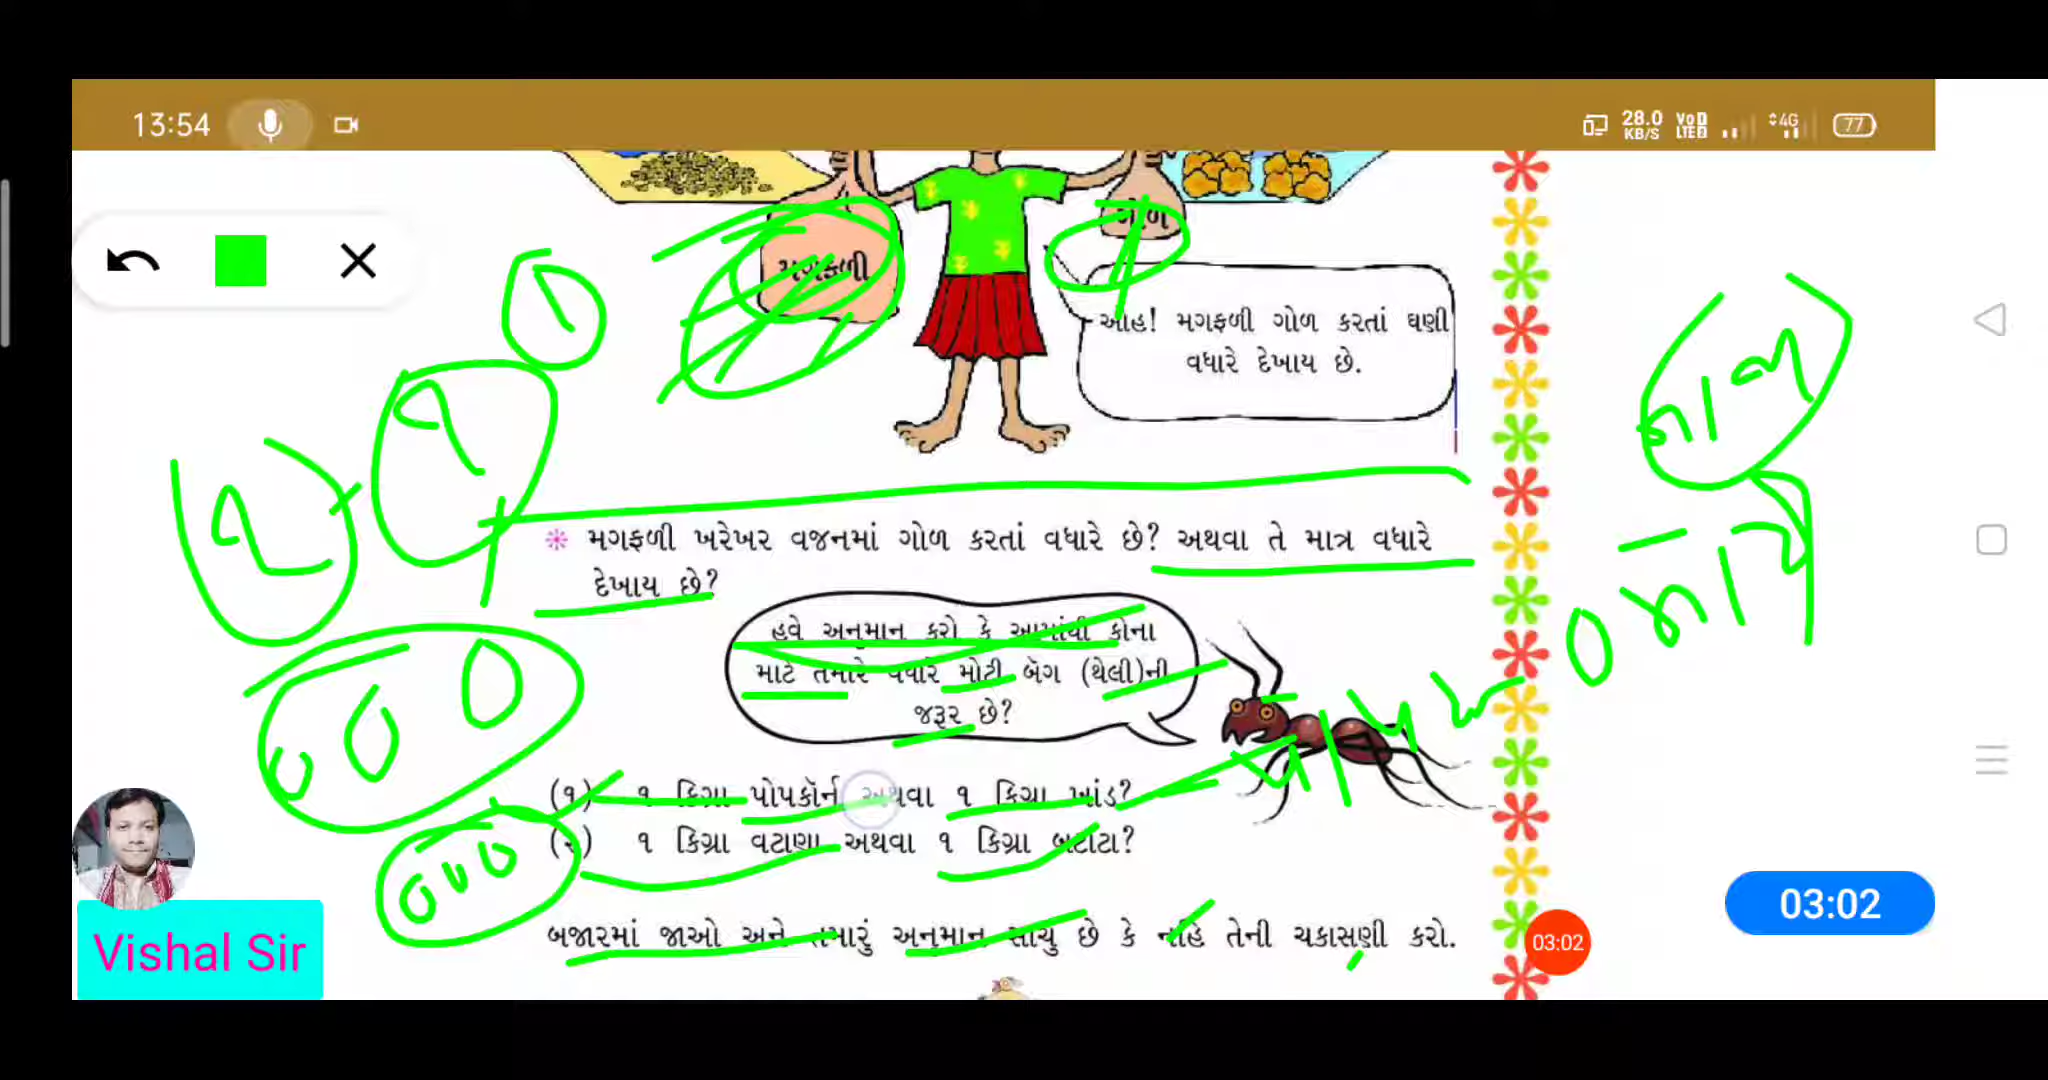 13:54
28.0
KB/S
4G
77
મગફળી
ગોળ
આહ! મગફળી ગોળ કરતાં ઘણી
વધારે દેખાય છે.
મગફળી ખરેખર વજનમાં ગોળ કરતાં વધારે છે? અથવા તે માત્ર વધારે
દેખાય છે?
હવે અનુમાન કરો કે આમાંથી કોના
માટે તમારે વધારે મોટી બૅગ (થેલી)ની
જરૂર છે?
(૧) ૧ કિગ્રા પોપકોર્ન અથવા ૧ કિગ્રા ખાંડ?
(૨) ૧ કિગ્રા વટાણા અથવા ૧ કિગ્રા બટાટા?
બજારમાં જાઓ અને તમારું અનુમાન સાચું છે કે નહિ તેની ચકાસણી કરો.
Vishal Sir
03:02
03:02